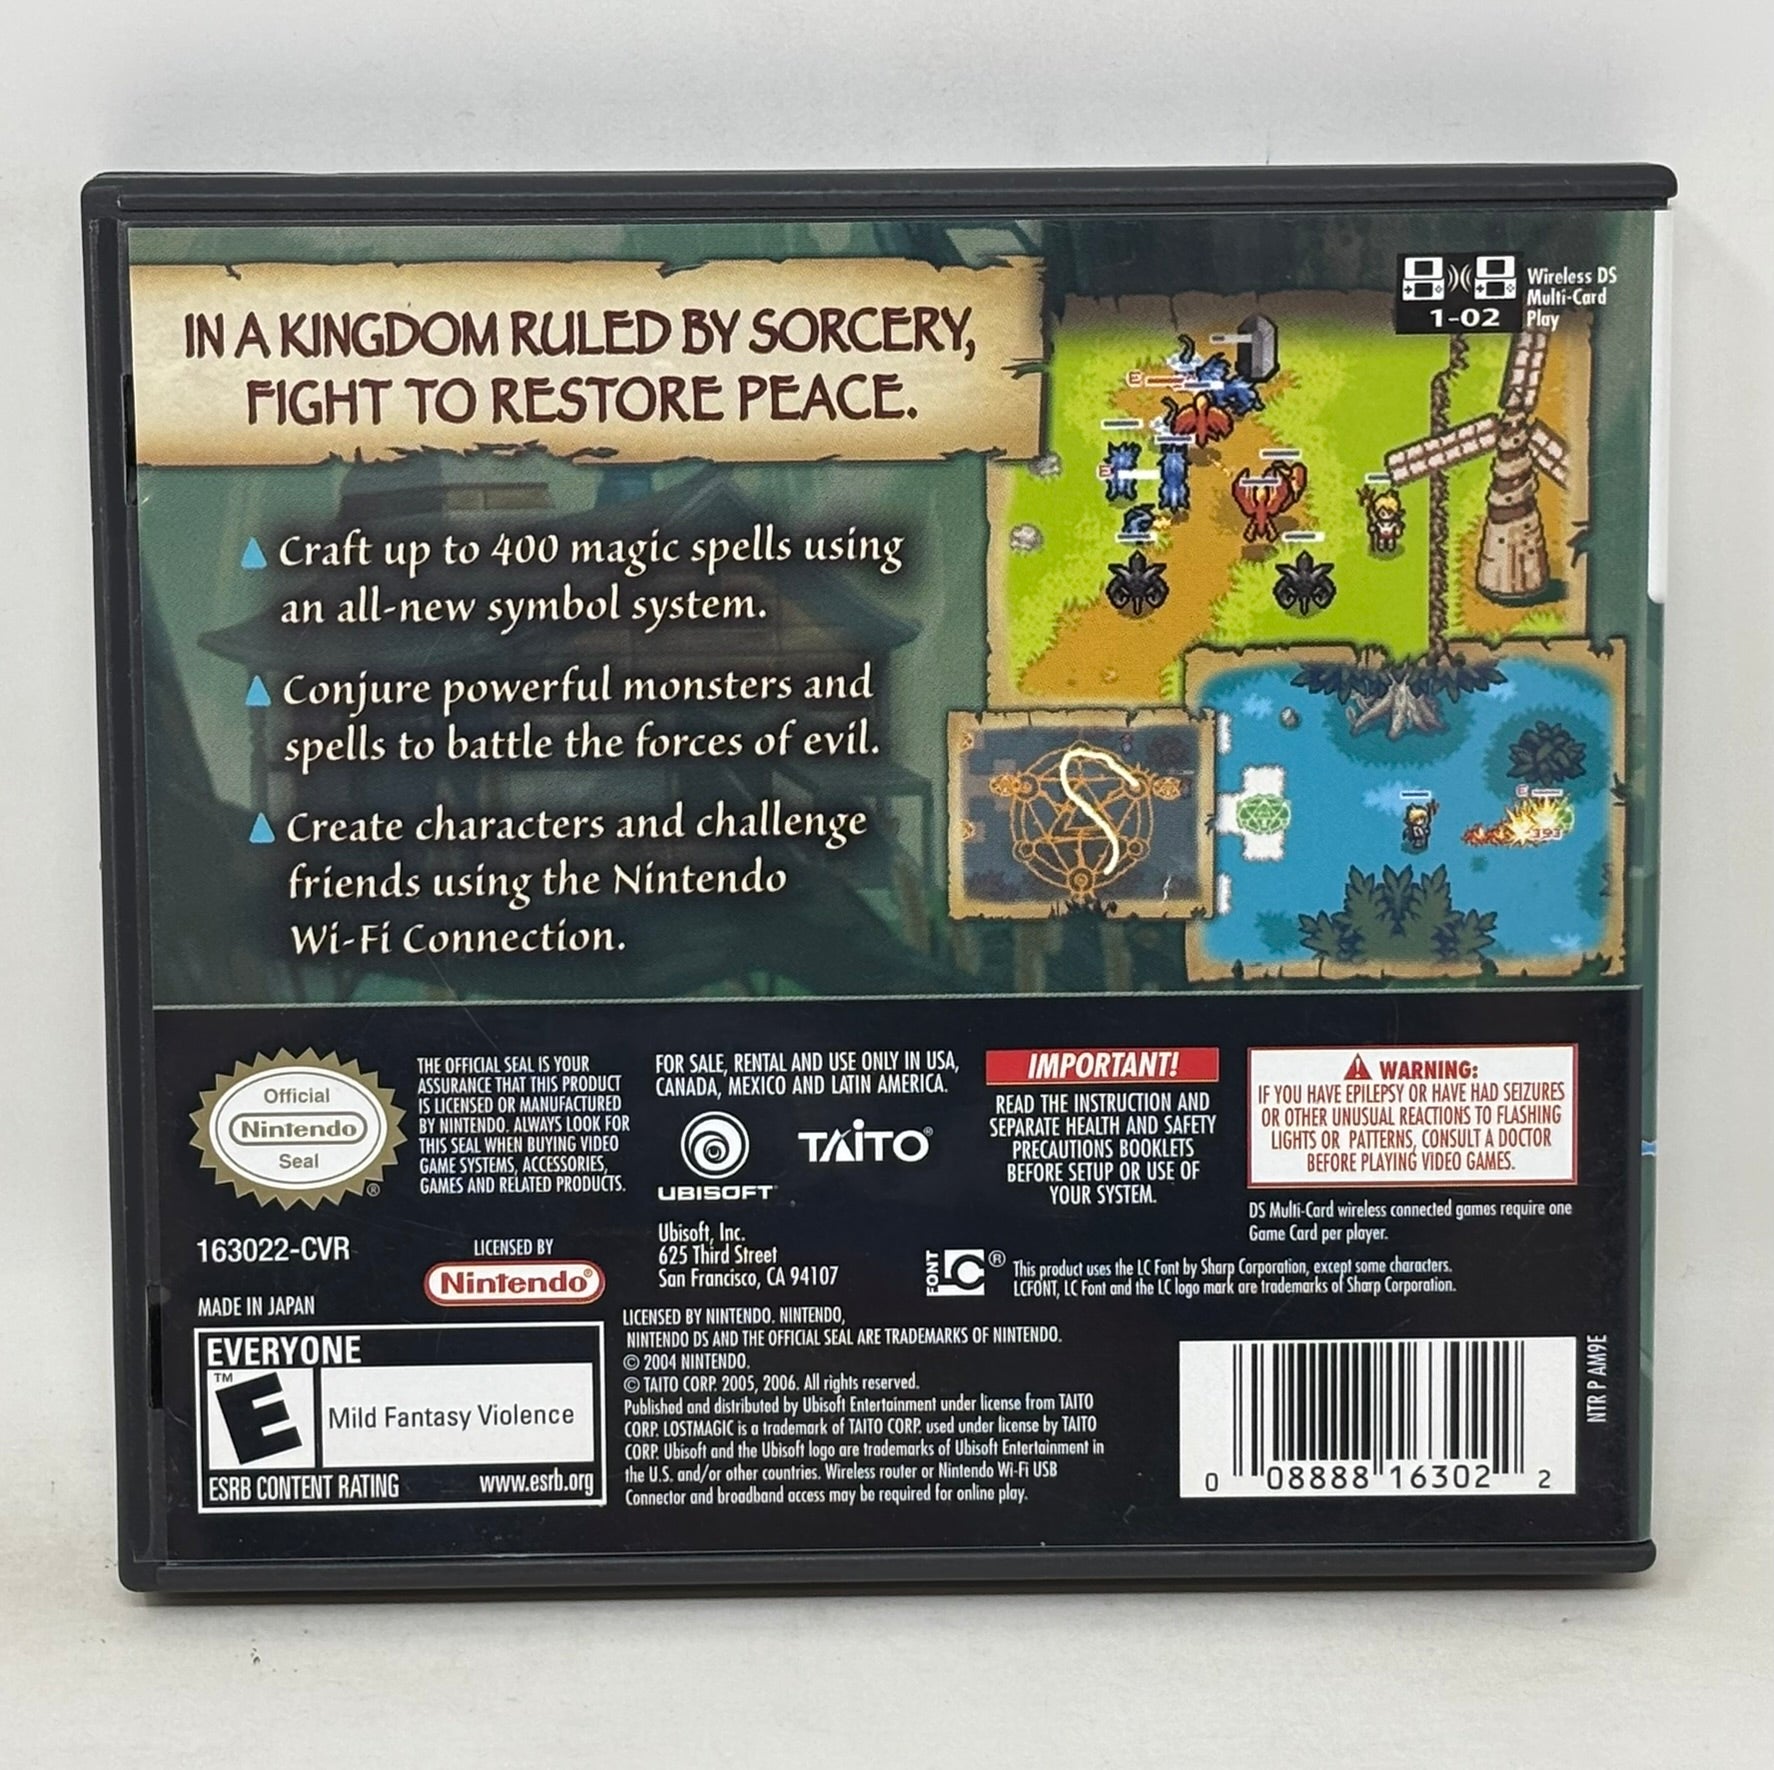 Wireless DS
Multi-Card
Play
1-02
IN A KINGDOM RULED BY SORCERY,
FIGHT TO RESTORE PEACE.
Craft up to 400 magic spells using
an all-new symbol system.
Conjure powerful monsters and
spells to battle the forces of evil.
Create characters and challenge
friends using the Nintendo
Wi-Fi Connection.
E
E
E
393
Official
Nintendo
Seal
®
THE OFFICIAL SEAL IS YOUR
ASSURANCE THAT THIS PRODUCT
IS LICENSED OR MANUFACTURED
BY NINTENDO. ALWAYS LOOK FOR
THIS SEAL WHEN BUYING VIDEO
GAME SYSTEMS, ACCESSORIES,
GAMES AND RELATED PRODUCTS.
FOR SALE, RENTAL AND USE ONLY IN USA,
CANADA, MEXICO AND LATIN AMERICA.
UBISOFT
TAITO®
Ubisoft, Inc.
625 Third Street
San Francisco, CA 94107
IMPORTANT!
READ THE INSTRUCTION AND
SEPARATE HEALTH AND SAFETY
PRECAUTIONS BOOKLETS
BEFORE SETUP OR USE OF
YOUR SYSTEM.
WARNING:
IF YOU HAVE EPILEPSY OR HAVE HAD SEIZURES
OR OTHER UNUSUAL REACTIONS TO FLASHING
LIGHTS OR PATTERNS, CONSULT A DOCTOR
BEFORE PLAYING VIDEO GAMES.
DS Multi-Card wireless connected games require one
Game Card per player.
163022-CVR
LICENSED BY
Nintendo®
MADE IN JAPAN
FONT LC®
This product uses the LC Font by Sharp Corporation, except some characters.
LCFONT, LC Font and the LC logo mark are trademarks of Sharp Corporation.
EVERYONE
™
E
Mild Fantasy Violence
ESRB CONTENT RATING www.esrb.org
LICENSED BY NINTENDO. NINTENDO,
NINTENDO DS AND THE OFFICIAL SEAL ARE TRADEMARKS OF NINTENDO.
© 2004 NINTENDO.
© TAITO CORP. 2005, 2006. All rights reserved.
Published and distributed by Ubisoft Entertainment under license from TAITO
CORP. LOSTMAGIC is a trademark of TAITO CORP. used under license by TAITO
CORP. Ubisoft and the Ubisoft logo are trademarks of Ubisoft Entertainment in
the U.S. and/or other countries. Wireless router or Nintendo Wi-Fi USB
Connector and broadband access may be required for online play.
0 08888 16302 2
NTR P AM9E